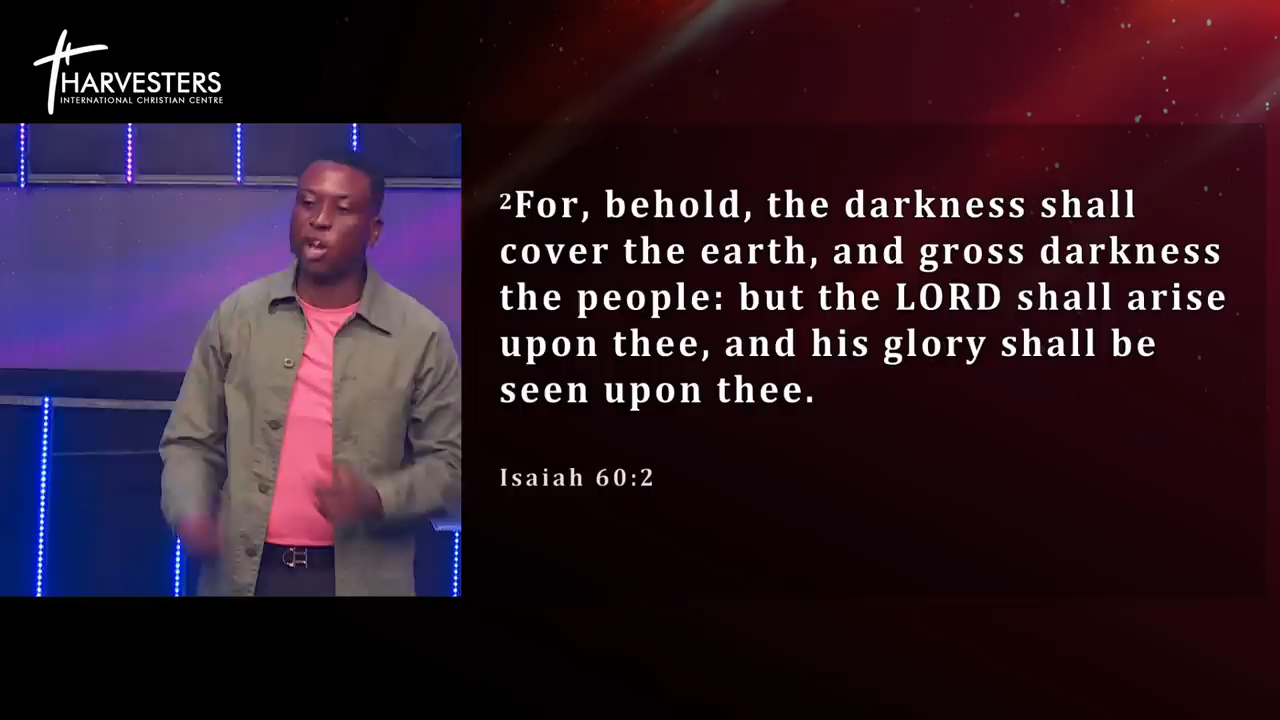 HARVESTERS
INTERNATIONAL CHRISTIAN CENTRE
²For, behold, the darkness shall
cover the earth, and gross darkness
the people: but the LORD shall arise
upon thee, and his glory shall be
seen upon thee.
Isaiah 60:2